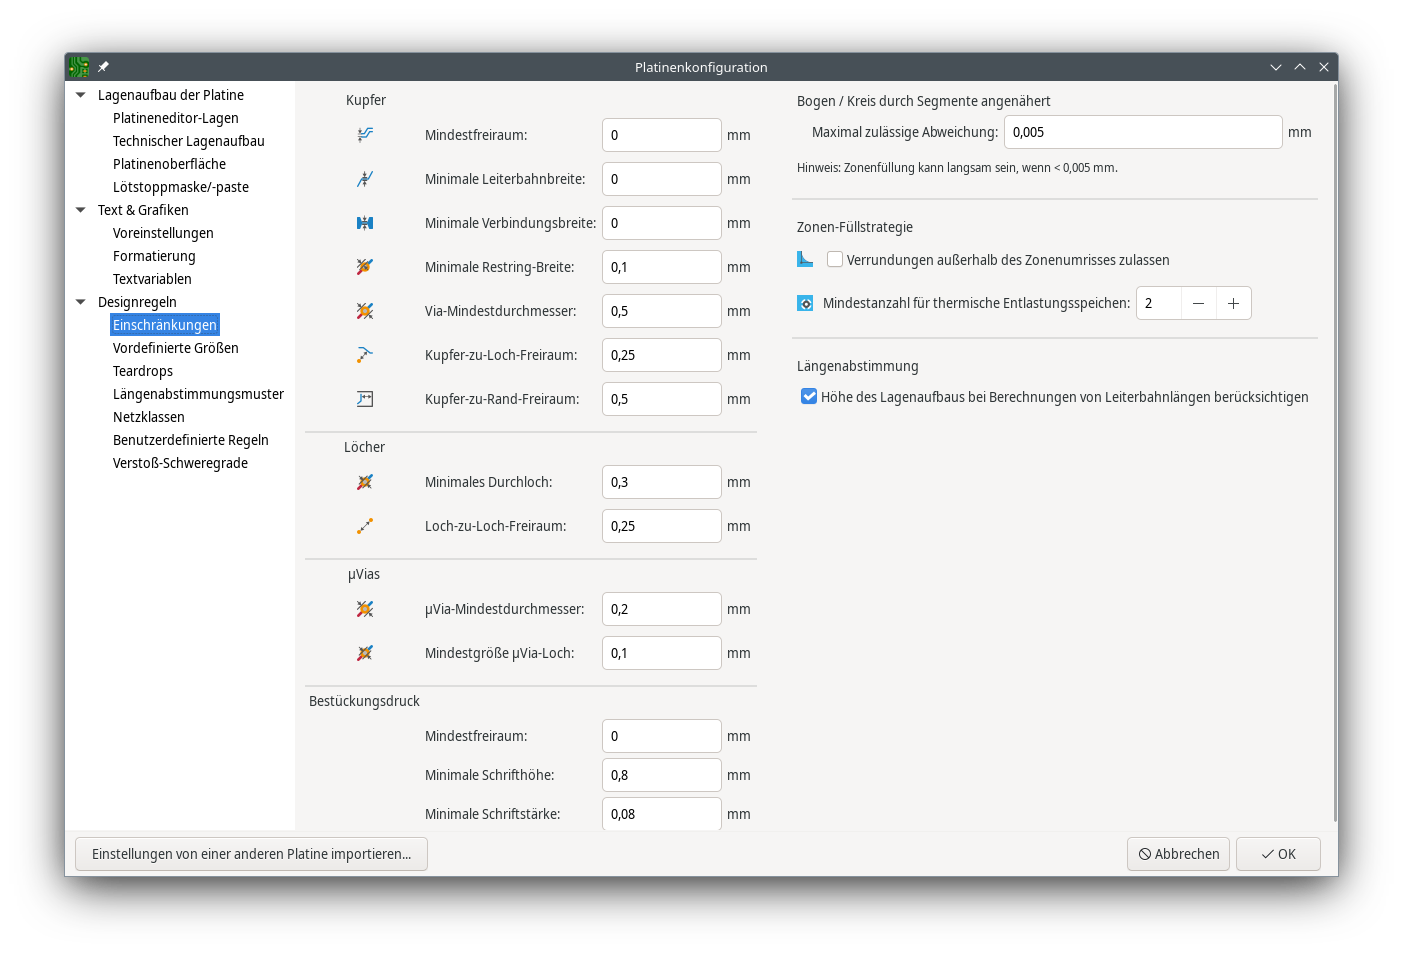 Platinenkonfiguration
Lagenaufbau der Platine
Platineneditor-Lagen
Technischer Lagenaufbau
Platinenoberfläche
Lötstoppmaske/-paste
Text & Grafiken
Voreinstellungen
Formatierung
Textvariablen
Designregeln
Einschränkungen
Vordefinierte Größen
Teardrops
Längenabstimmungsmuster
Netzklassen
Benutzerdefinierte Regeln
Verstoß-Schweregrade
Kupfer
Mindestfreiraum: 0 mm
Minimale Leiterbahnbreite: 0 mm
Minimale Verbindungsbreite: 0 mm
Minimale Restring-Breite: 0,1 mm
Via-Mindestdurchmesser: 0,5 mm
Kupfer-zu-Loch-Freiraum: 0,25 mm
Kupfer-zu-Rand-Freiraum: 0,5 mm
Löcher
Minimales Durchloch: 0,3 mm
Loch-zu-Loch-Freiraum: 0,25 mm
µVias
µVia-Mindestdurchmesser: 0,2 mm
Mindestgröße µVia-Loch: 0,1 mm
Bestückungsdruck
Mindestfreiraum: 0 mm
Minimale Schrifthöhe: 0,8 mm
Minimale Schriftstärke: 0,08 mm
Bogen / Kreis durch Segmente angenähert
Maximal zulässige Abweichung: 0,005 mm
Hinweis: Zonenfüllung kann langsam sein, wenn < 0,005 mm.
Zonen-Füllstrategie
Verrundungen außerhalb des Zonenumrisses zulassen
Mindestanzahl für thermische Entlastungsspeichen: 2
Längenabstimmung
Höhe des Lagenaufbaus bei Berechnungen von Leiterbahnlängen berücksichtigen
Einstellungen von einer anderen Platine importieren...
Abbrechen
OK